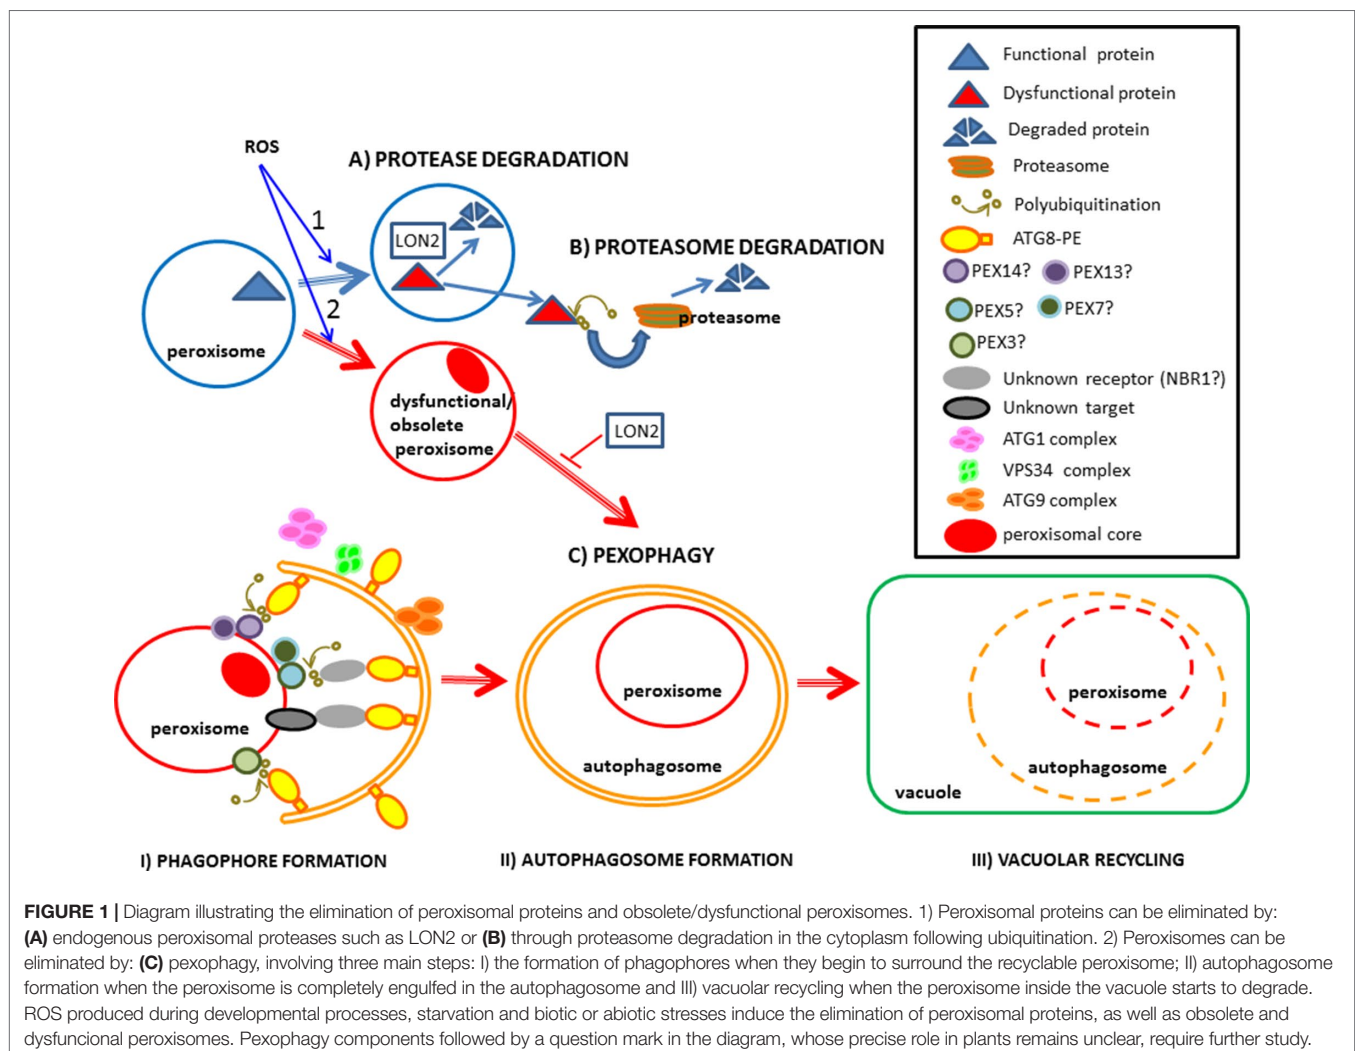 ROS
A) PROTEASE DEGRADATION
1
LON2
B) PROTEASOME DEGRADATION
2
peroxisome
proteasome
dysfunctional/
obsolete
peroxisome
LON2
C) PEXOPHAGY
Functional protein
Dysfunctional protein
Degraded protein
Proteasome
Polyubiquitination
ATG8-PE
PEX14? PEX13?
PEX5? PEX7?
PEX3?
Unknown receptor (NBR1?)
Unknown target
ATG1 complex
VPS34 complex
ATG9 complex
peroxisomal core
peroxisome
peroxisome
autophagosome
peroxisome
autophagosome
vacuole
I) PHAGOPHORE FORMATION
II) AUTOPHAGOSOME FORMATION
III) VACUOLAR RECYCLING
FIGURE 1 | Diagram illustrating the elimination of peroxisomal proteins and obsolete/dysfunctional peroxisomes. 1) Peroxisomal proteins can be eliminated by:
(A) endogenous peroxisomal proteases such as LON2 or (B) through proteasome degradation in the cytoplasm following ubiquitination. 2) Peroxisomes can be
eliminated by: (C) pexophagy, involving three main steps: I) the formation of phagophores when they begin to surround the recyclable peroxisome; II) autophagosome
formation when the peroxisome is completely engulfed in the autophagosome and III) vacuolar recycling when the peroxisome inside the vacuole starts to degrade.
ROS produced during developmental processes, starvation and biotic or abiotic stresses induce the elimination of peroxisomal proteins, as well as obsolete and
dysfuncional peroxisomes. Pexophagy components followed by a question mark in the diagram, whose precise role in plants remains unclear, require further study.